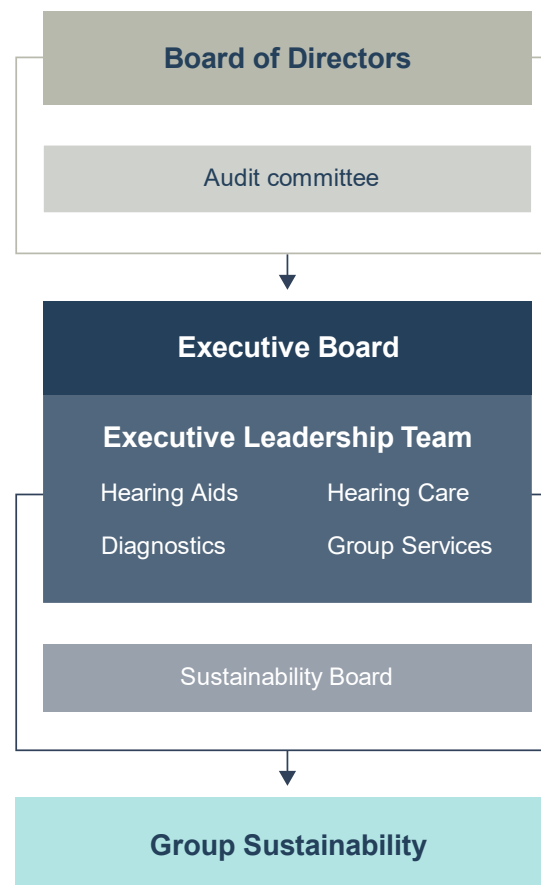 Board of Directors
Audit committee
Executive Board
Executive Leadership Team
Hearing Aids
Hearing Care
Diagnostics
Group Services
Sustainability Board
Group Sustainability